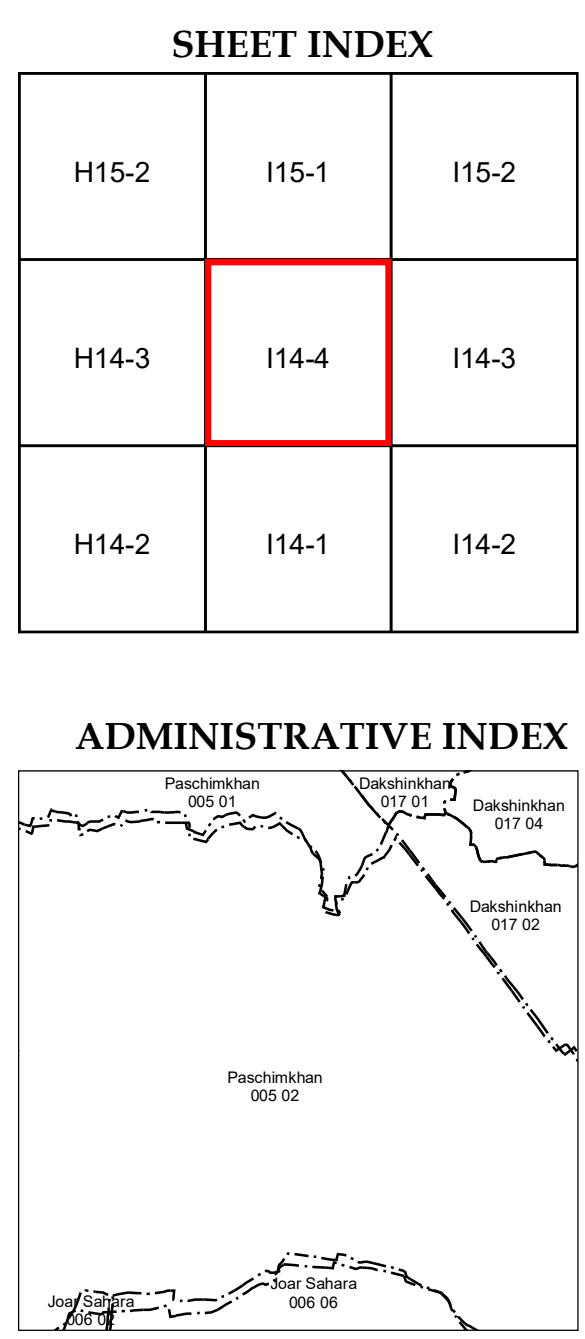 SHEET INDEX
H15-2 I15-1 I15-2
H14-3 I14-4 I14-3
H14-2 I14-1 I14-2
ADMINISTRATIVE INDEX
Paschimkhan
005 01
Dakshinkhan
017 01
Dakshinkhan
017 04
Dakshinkhan
017 02
Paschimkhan
005 02
Joar Sahara
006 06
Joar Sahara
006 02